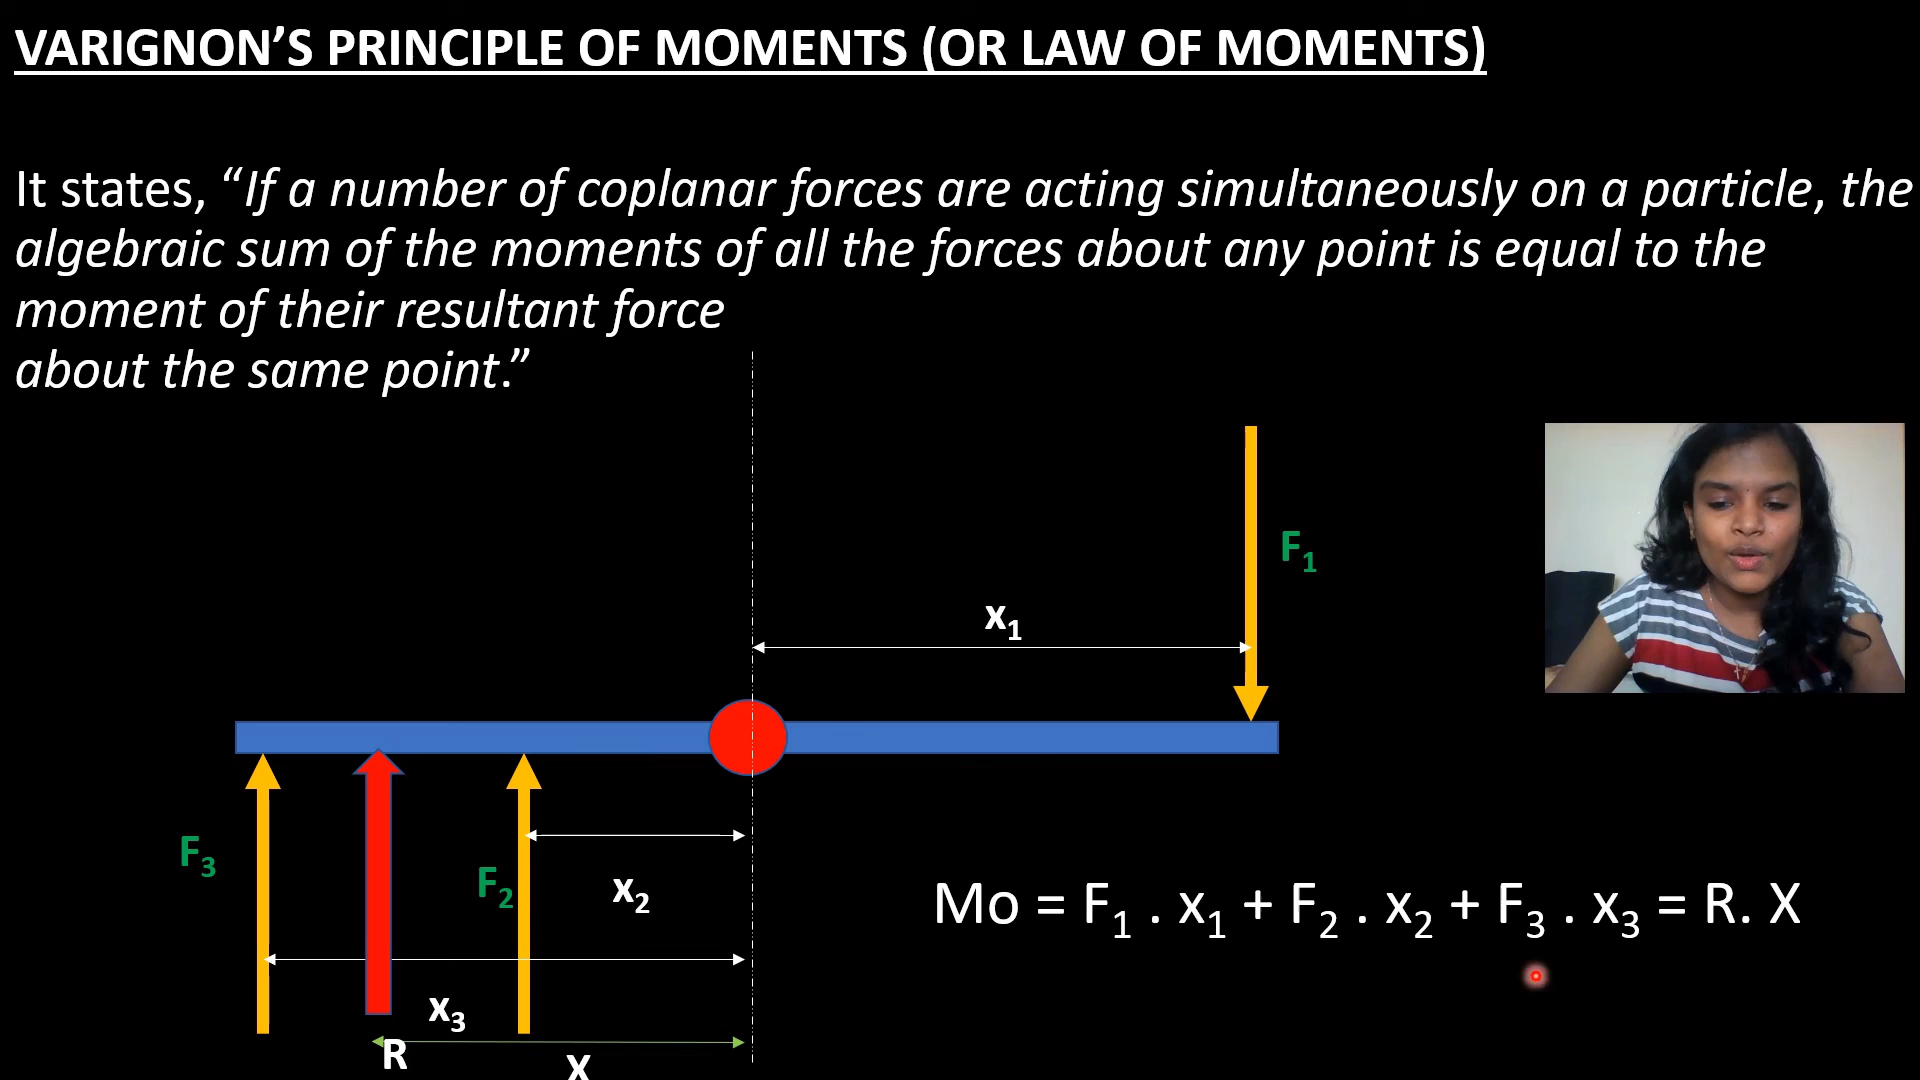 VARIGNON’S PRINCIPLE OF MOMENTS (OR LAW OF MOMENTS)
It states, “If a number of coplanar forces are acting simultaneously on a particle, the
algebraic sum of the moments of all the forces about any point is equal to the
moment of their resultant force
about the same point.”
F₁
x₁
F₃
F₂
x₂
Mo = F₁ . x₁ + F₂ . x₂ + F₃ . x₃ = R. X
x₃
R
X